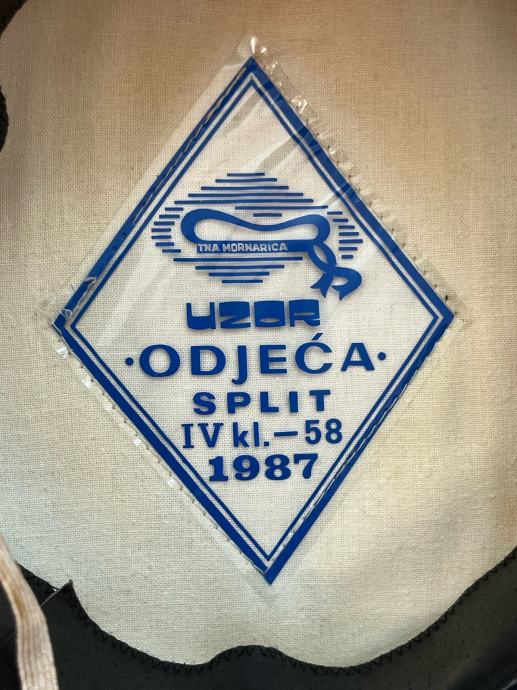 TNA MORNARICA
UZOR
·ODJEĆA·
SPLIT
IV kl.–58
1987